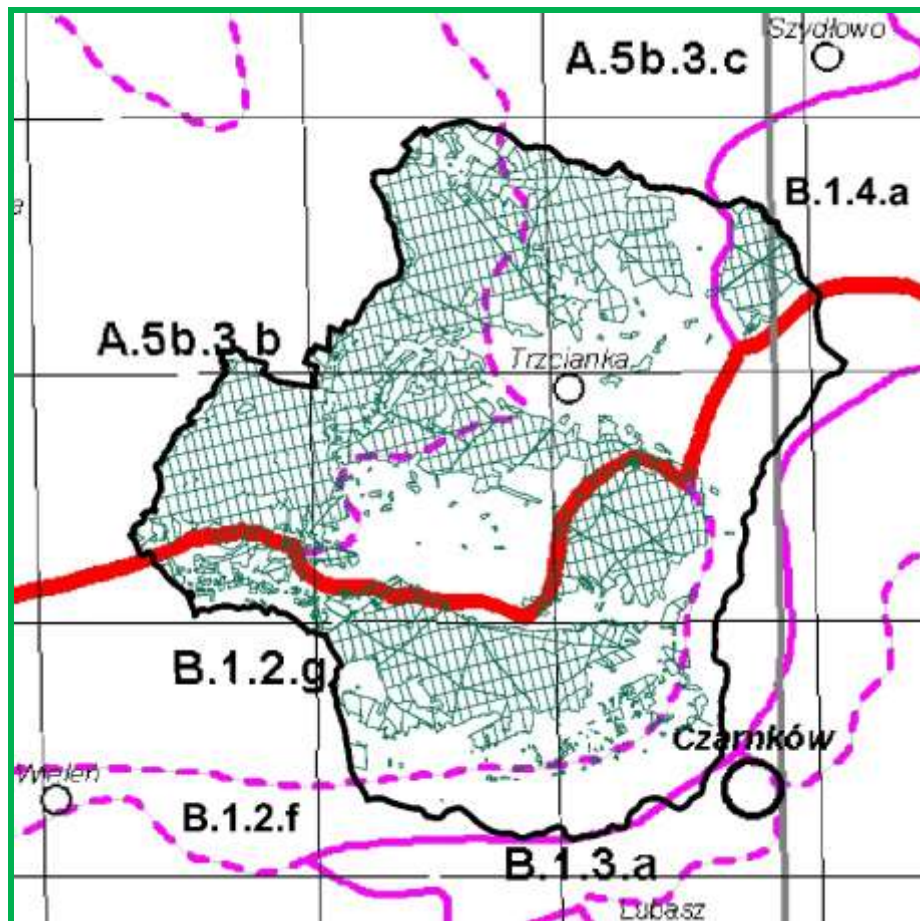 Szydłowo
A.5b.3.c
B.1.4.a
a
A.5b.3.b
Trzcianka
B.1.2.g
Czarnków
Wieleń
B.1.2.f
B.1.3.a
Lubasz